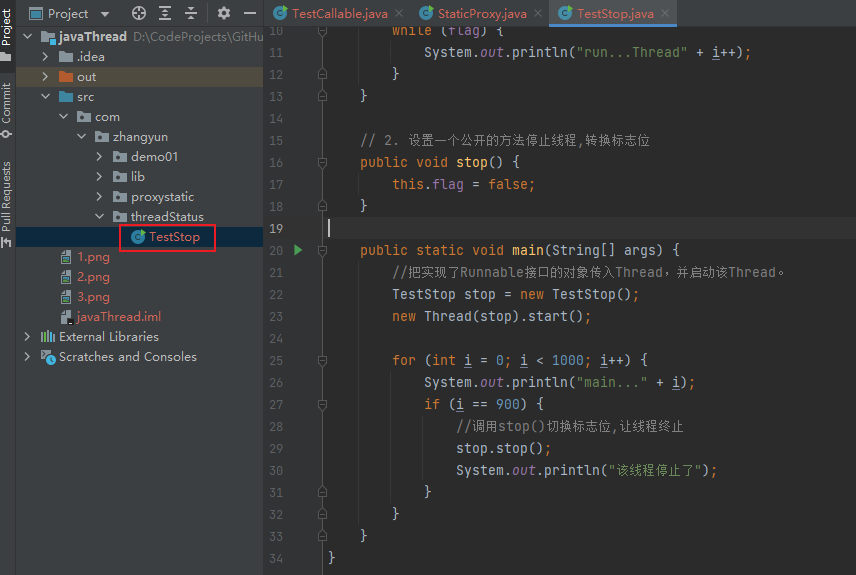 Project
Commit
Pull Requests
Project
javaThread D:\CodeProjects\GitHu
.idea
out
src
com
zhangyun
demo01
lib
proxystatic
threadStatus
TestStop
1.png
2.png
3.png
javaThread.iml
External Libraries
Scratches and Consoles
TestCallable.java
StaticProxy.java
TestStop.java
10 while (flag) {
11 System.out.println("run...Thread" + i++);
12 }
13 }
14
15 // 2. 设置一个公开的方法停止线程,转换标志位
16 public void stop() {
17 this.flag = false;
18 }
19
20 public static void main(String[] args) {
21 //把实现了Runnable接口的对象传入Thread，并启动该Thread。
22 TestStop stop = new TestStop();
23 new Thread(stop).start();
24
25 for (int i = 0; i < 1000; i++) {
26 System.out.println("main..." + i);
27 if (i == 900) {
28 //调用stop()切换标志位,让线程终止
29 stop.stop();
30 System.out.println("该线程停止了");
31 }
32 }
33 }
34 }